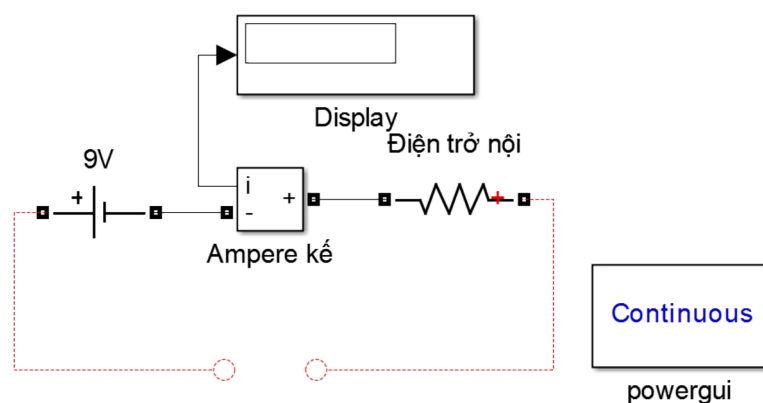 Display
Điện trở nội
9V
+
i
-
+
+
Ampere kế
Continuous
powergui